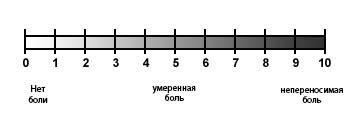 0 1 2 3 4 5 6 7 8 9 10
Нет боли
умеренная боль
непереносимая боль